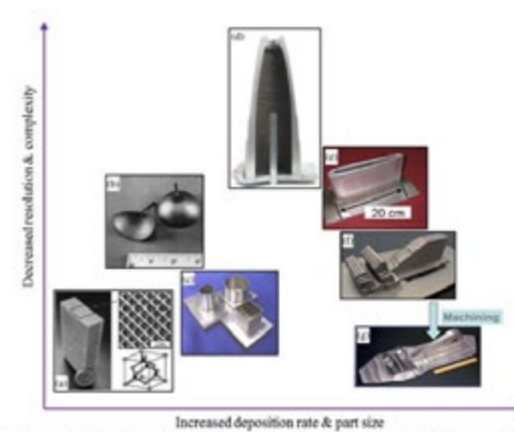 Decreased resolution & complexity
(d)
(e)
20 cm
(b)
(f)
(c)
Machining
(g)
(a)
Increased deposition rate & part size